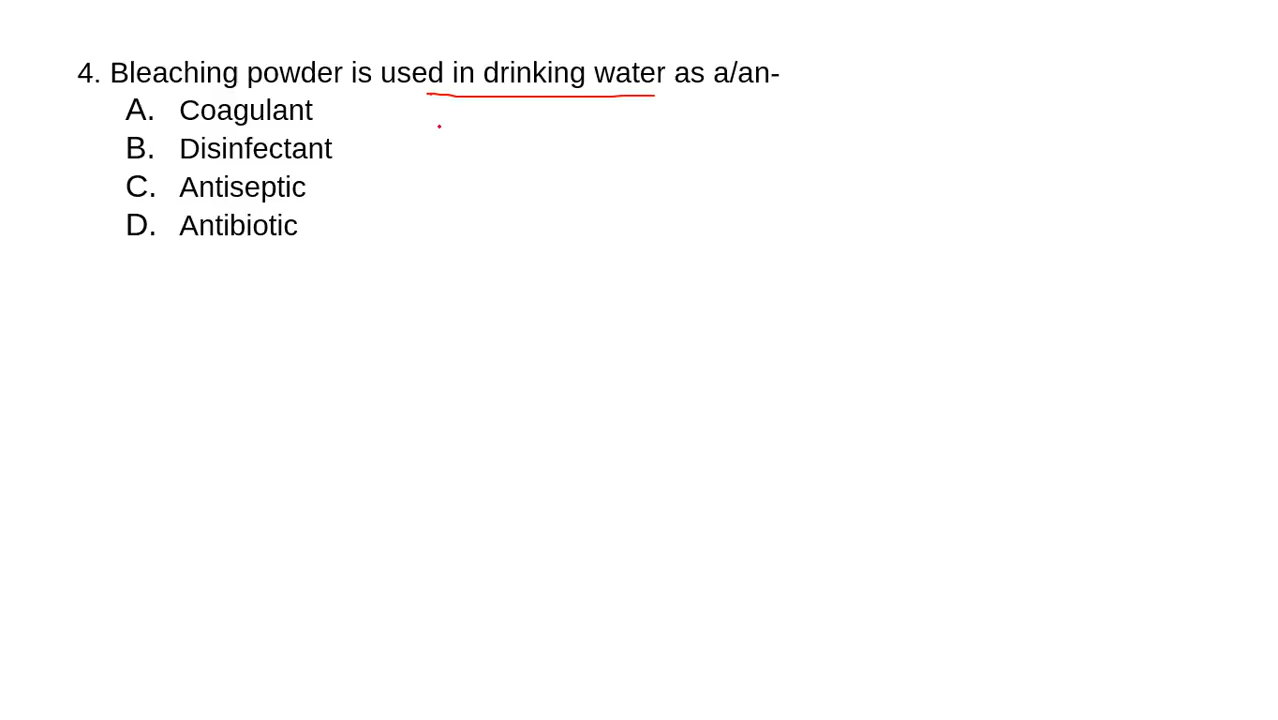 4. Bleaching powder is used in drinking water as a/an-
A. Coagulant
B. Disinfectant
C. Antiseptic
D. Antibiotic